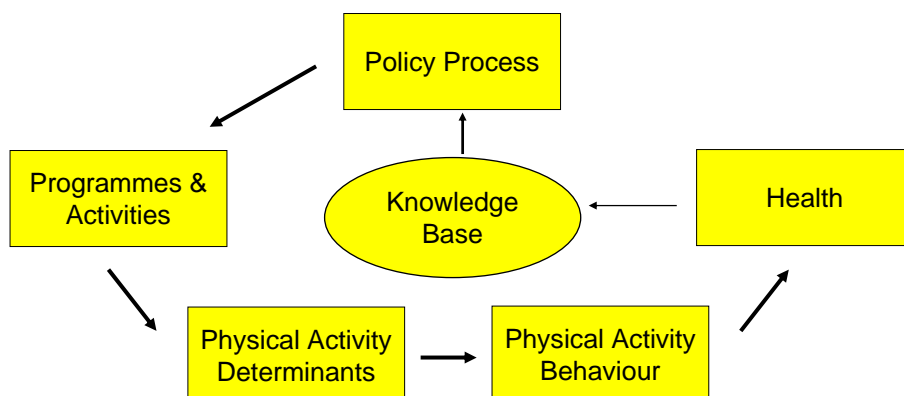 Policy Process
Programmes &
Activities
Knowledge
Base
Health
Physical Activity
Determinants
Physical Activity
Behaviour